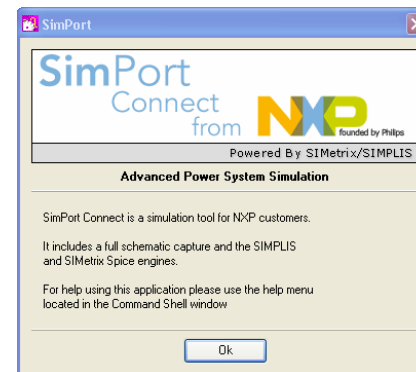 SimPort
SimPort
Connect
from NXP
founded by Philips
Powered By SIMetrix/SIMPLIS
Advanced Power System Simulation
SimPort Connect is a simulation tool for NXP customers.
It includes a full schematic capture and the SIMPLIS
and SIMetrix Spice engines.
For help using this application please use the help menu
located in the Command Shell window
Ok